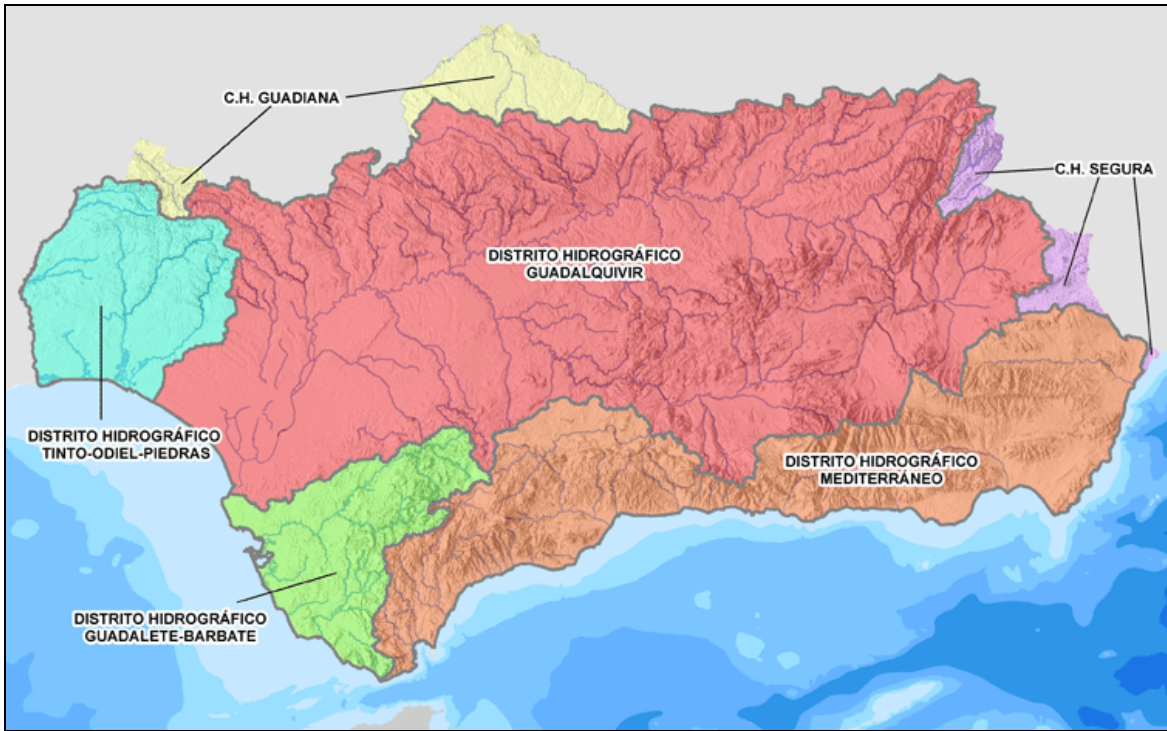 C.H. GUADIANA
C.H. SEGURA
DISTRITO HIDROGRÁFICO
GUADALQUIVIR
DISTRITO HIDROGRÁFICO
TINTO-ODIEL-PIEDRAS
DISTRITO HIDROGRÁFICO
MEDITERRÁNEO
DISTRITO HIDROGRÁFICO
GUADALETE-BARBATE